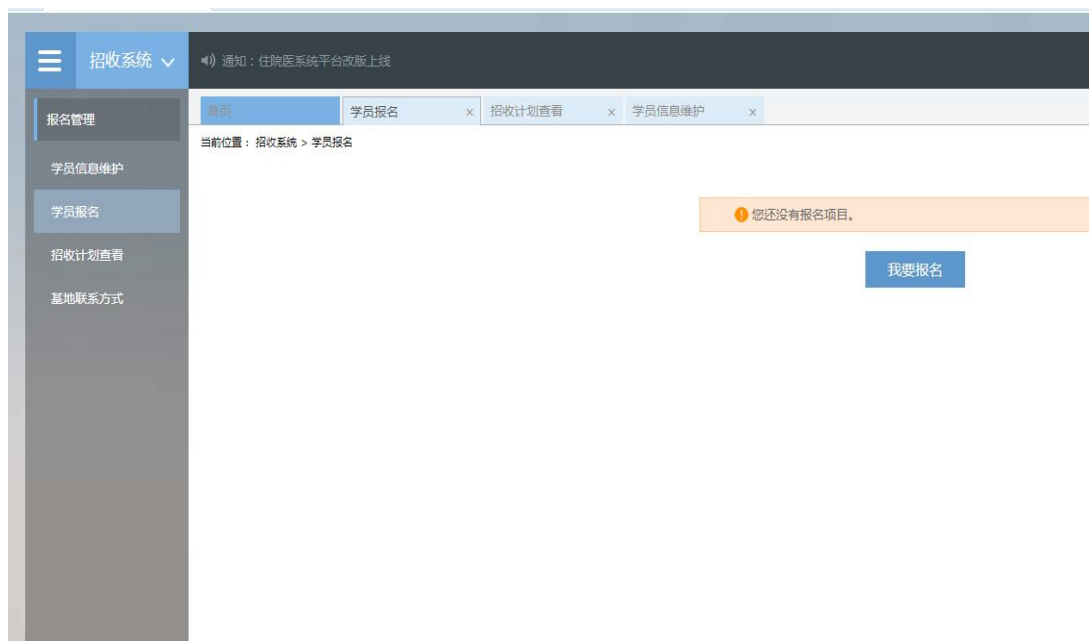 招收系统
通知：住院医系统平台改版上线
报名管理
首页
学员报名
招收计划查看
学员信息维护
当前位置： 招收系统 > 学员报名
学员信息维护
学员报名
招收计划查看
基地联系方式
您还没有报名项目。
我要报名